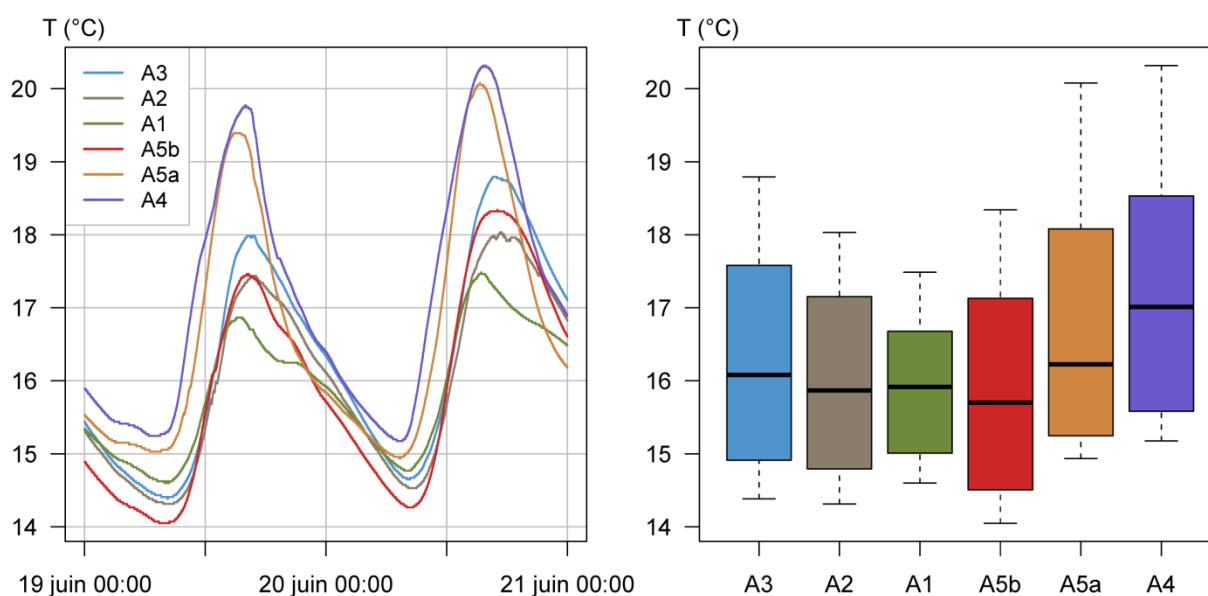 T (°C)
20
19
18
17
16
15
14
A3
A2
A1
A5b
A5a
A4
19 juin 00:00
20 juin 00:00
21 juin 00:00
T (°C)
20
19
18
17
16
15
14
A3
A2
A1
A5b
A5a
A4